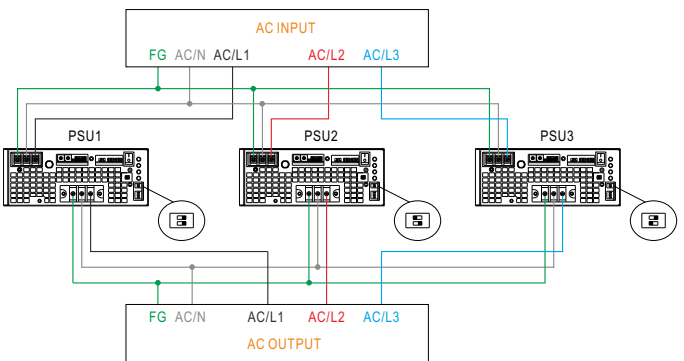 AC INPUT
FG AC/N AC/L1 AC/L2 AC/L3
PSU1 PSU2 PSU3
FG AC/N AC/L1 AC/L2 AC/L3
AC OUTPUT